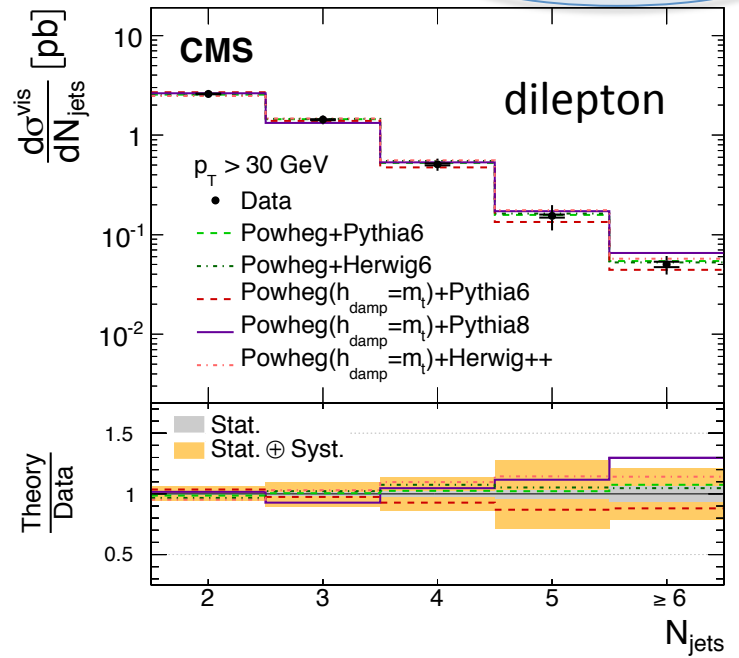 CMS
dilepton
dσ^vis/dN_jets [pb]
10
1
10^-1
10^-2
p_T > 30 GeV
Data
Powheg+Pythia6
Powheg+Herwig6
Powheg(h_damp=m_t)+Pythia6
Powheg(h_damp=m_t)+Pythia8
Powheg(h_damp=m_t)+Herwig++
Stat.
Stat. ⊕ Syst.
Theory/Data
1.5
1
0.5
2 3 4 5 ≥ 6
N_jets